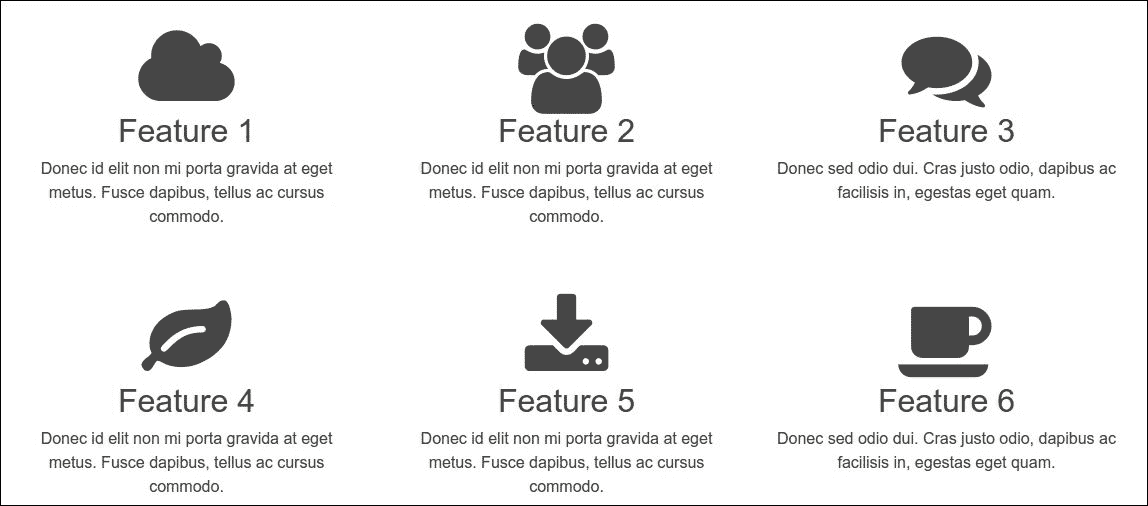 Feature 1
Donec id elit non mi porta gravida at eget
metus. Fusce dapibus, tellus ac cursus
commodo.
Feature 2
Donec id elit non mi porta gravida at eget
metus. Fusce dapibus, tellus ac cursus
commodo.
Feature 3
Donec sed odio dui. Cras justo odio, dapibus ac
facilisis in, egestas eget quam.
Feature 4
Donec id elit non mi porta gravida at eget
metus. Fusce dapibus, tellus ac cursus
commodo.
Feature 5
Donec id elit non mi porta gravida at eget
metus. Fusce dapibus, tellus ac cursus
commodo.
Feature 6
Donec sed odio dui. Cras justo odio, dapibus ac
facilisis in, egestas eget quam.